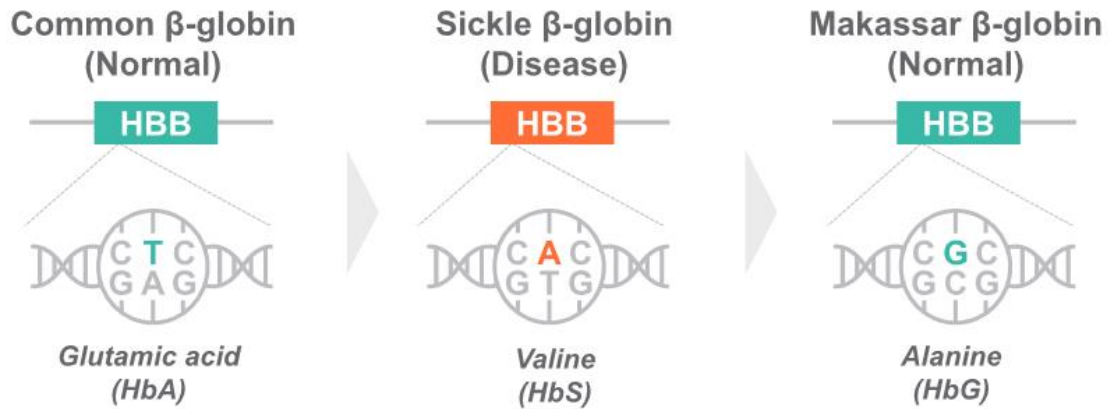 Common β-globin
(Normal)
HBB
C T C
G A G
Glutamic acid
(HbA)
Sickle β-globin
(Disease)
HBB
C A C
G T G
Valine
(HbS)
Makassar β-globin
(Normal)
HBB
C G C
G C G
Alanine
(HbG)